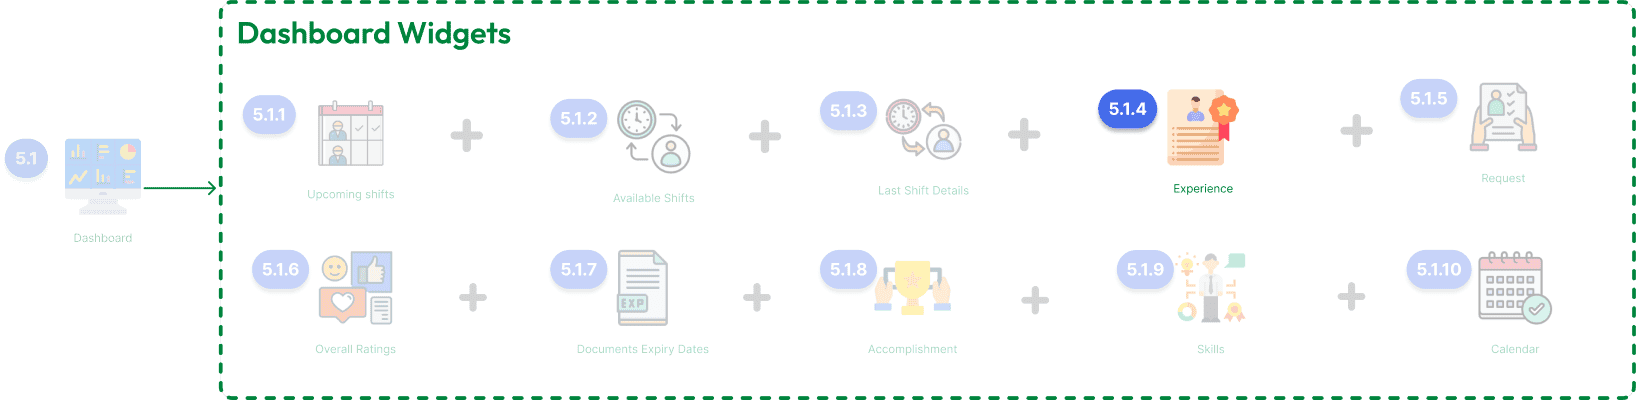 Dashboard Widgets
5.1
Dashboard
5.1.1
Upcoming shifts
5.1.2
Available Shifts
5.1.3
Last Shift Details
5.1.4
Experience
5.1.5
Request
5.1.6
Overall Ratings
5.1.7
EXP
Documents Expiry Dates
5.1.8
Accomplishment
5.1.9
Skills
5.1.10
Calendar